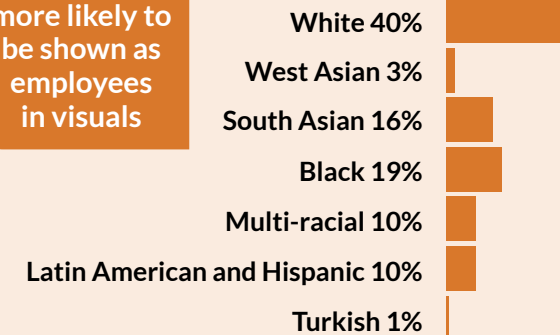 more likely to
be shown as
employees
in visuals
White 40%
West Asian 3%
South Asian 16%
Black 19%
Multi-racial 10%
Latin American and Hispanic 10%
Turkish 1%